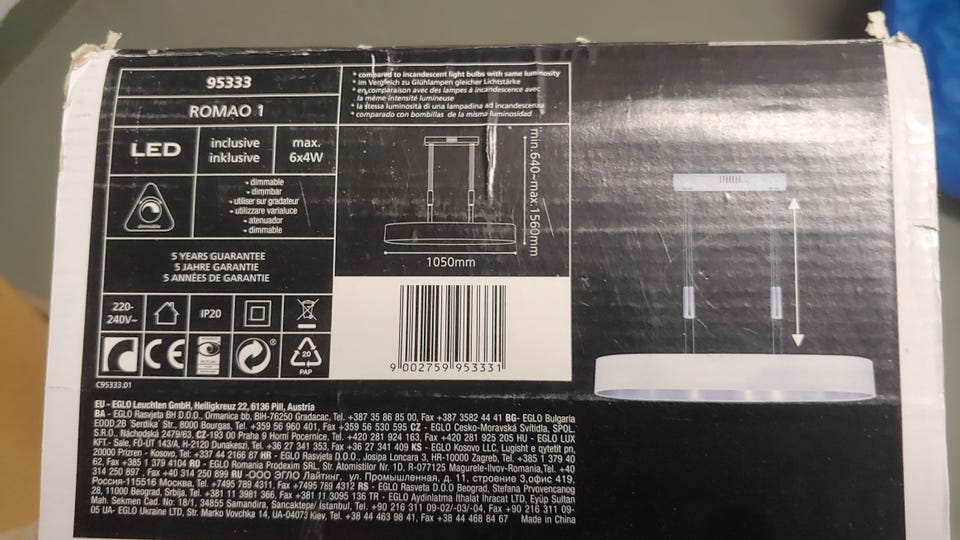 95333
ROMAO 1
* compared to incandescent light bulbs with same luminosity
* im Vergleich zu Glühlampen gleicher Lichtstärke
* en comparaison avec des lampes à incandescence avec
la même intensité lumineuse
* la stessa luminosità di una lampadina ad incandescenza
* comparado con bombillas de la misma luminosidad
LED
inclusive
inklusive
max.
6x4W
dimmable
- dimmable
- dimmbar
- utiliser sur gradateur
- utilizzare varialuce
- atenuador
- dimmable
min.640~max.1560mm
1050mm
5 YEARS GUARANTEE
5 JAHRE GARANTIE
5 ANNÉES DE GARANTIE
220-
240V~
IP20
CE
20
PAP
9 002759 953331
C95333.01
EU - EGLO Leuchten GmbH, Heiligkreuz 22, 6136 Pill, Austria
BA - EGLO Rasvjeta BH D.O.O., Ormanica bb, BIH-76250 Gradacac, Tel. +387 35 86 85 00, Fax +387 3582 44 41 BG- EGLO Bulgaria
EOOD,2B ̈Serdika ̈ Str., 8000 Bourgas, Tel. +359 56 960 401, Fax +359 56 530 595 CZ - EGLO Cesko-Moravská Svítidla, SPOL.
S.R.O., Náchodská 2479/63, CZ-193 00 Praha 9 Horní Pocernice, Tel. +420 281 924 163, Fax +420 281 925 205 HU - EGLO LUX
KFT.- Sale, FÖ-ÚT 143/A, H-2120 Dunakeszi, Tel. +36 27 341 353, Fax +36 27 341 409 KS - EGLO Kosovo LLC, Lugisht e qytetit pn,
20000 Prizren - Kosovo, Tel: +337 44 2166 87 HR - EGLO Rasvjeta D.O.O., Josipa Loncara 3, HR-10000 Zagreb, Tel. +385 1 379 40
62, Fax +385 1 379 4104 RO - EGLO Romania Prodexim SRL, Str. Atomistilor Nr. 1D, R-077125 Magurele-Ilvov-Romania,Tel. +40
314 250 897 , Fax +40 314 250 899 RU -ООО ЭГЛО Лайтинг, ул. Промышленная, д. 11, строение 3,офис 419,
Россия-115516 Москва, Tel. +7495 789 4311, Fax +7495 789 4312 RS - EGLO Rasveta D.O.O Beograd, Stefana Prvovencanog
28, 11000 Beograd, Srbija, Tel. +381 11 3981 366, Fax +381 11 3095 136 TR - EGLO Aydinlatma Ithalat Ihracat LTD, Eyüp Sultan
Mah. Sekmen Cad. No: 18/1, 34855 Samandira, Sancaktepe/ Istanbul, Tel. +90 216 311 09-02/-03/-04, Fax +90 216 311 09-
05 UA- EGLO Ukraine LTD, Str. Marko Vovchka 14, UA-04073 Kiev, Tel. +38 44 463 98 41, Fax +38 44 468 84 67 Made in China